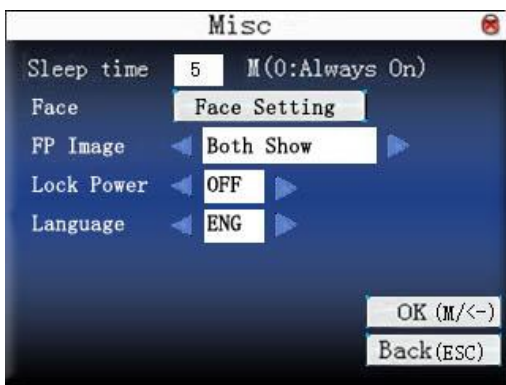 Misc
Sleep time 5 M(0:Always On)
Face Face Setting
FP Image Both Show
Lock Power OFF
Language ENG
OK (M/<-)
Back(ESC)